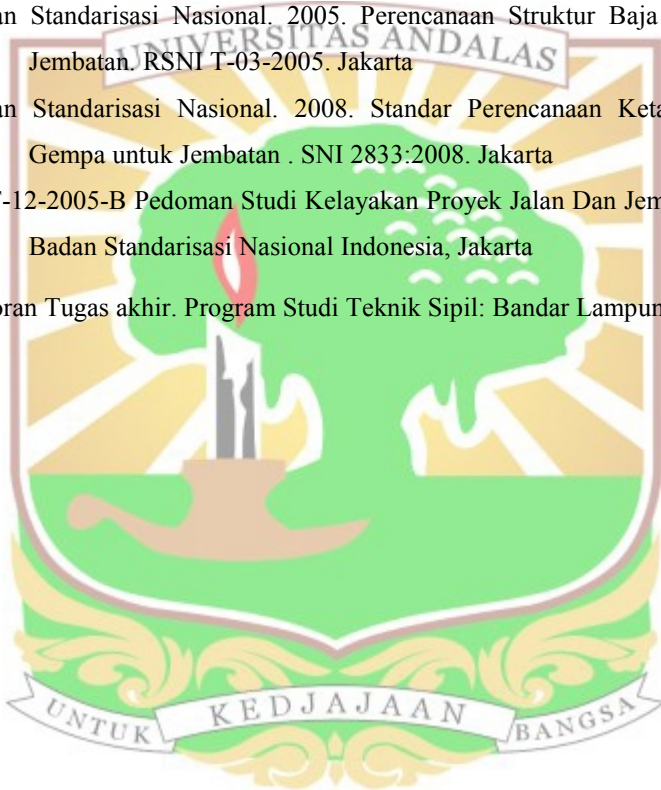 an Standarisasi Nasional. 2005. Perencanaan Struktur Baja
UNIVERSITAS ANDALAS
Jembatan. RSNI T-03-2005. Jakarta
an Standarisasi Nasional. 2008. Standar Perencanaan Keta
Gempa untuk Jembatan . SNI 2833:2008. Jakarta
-12-2005-B Pedoman Studi Kelayakan Proyek Jalan Dan Jem
Badan Standarisasi Nasional Indonesia, Jakarta
oran Tugas akhir. Program Studi Teknik Sipil: Bandar Lampun
UNTUK KEDJAJAAN BANGSA